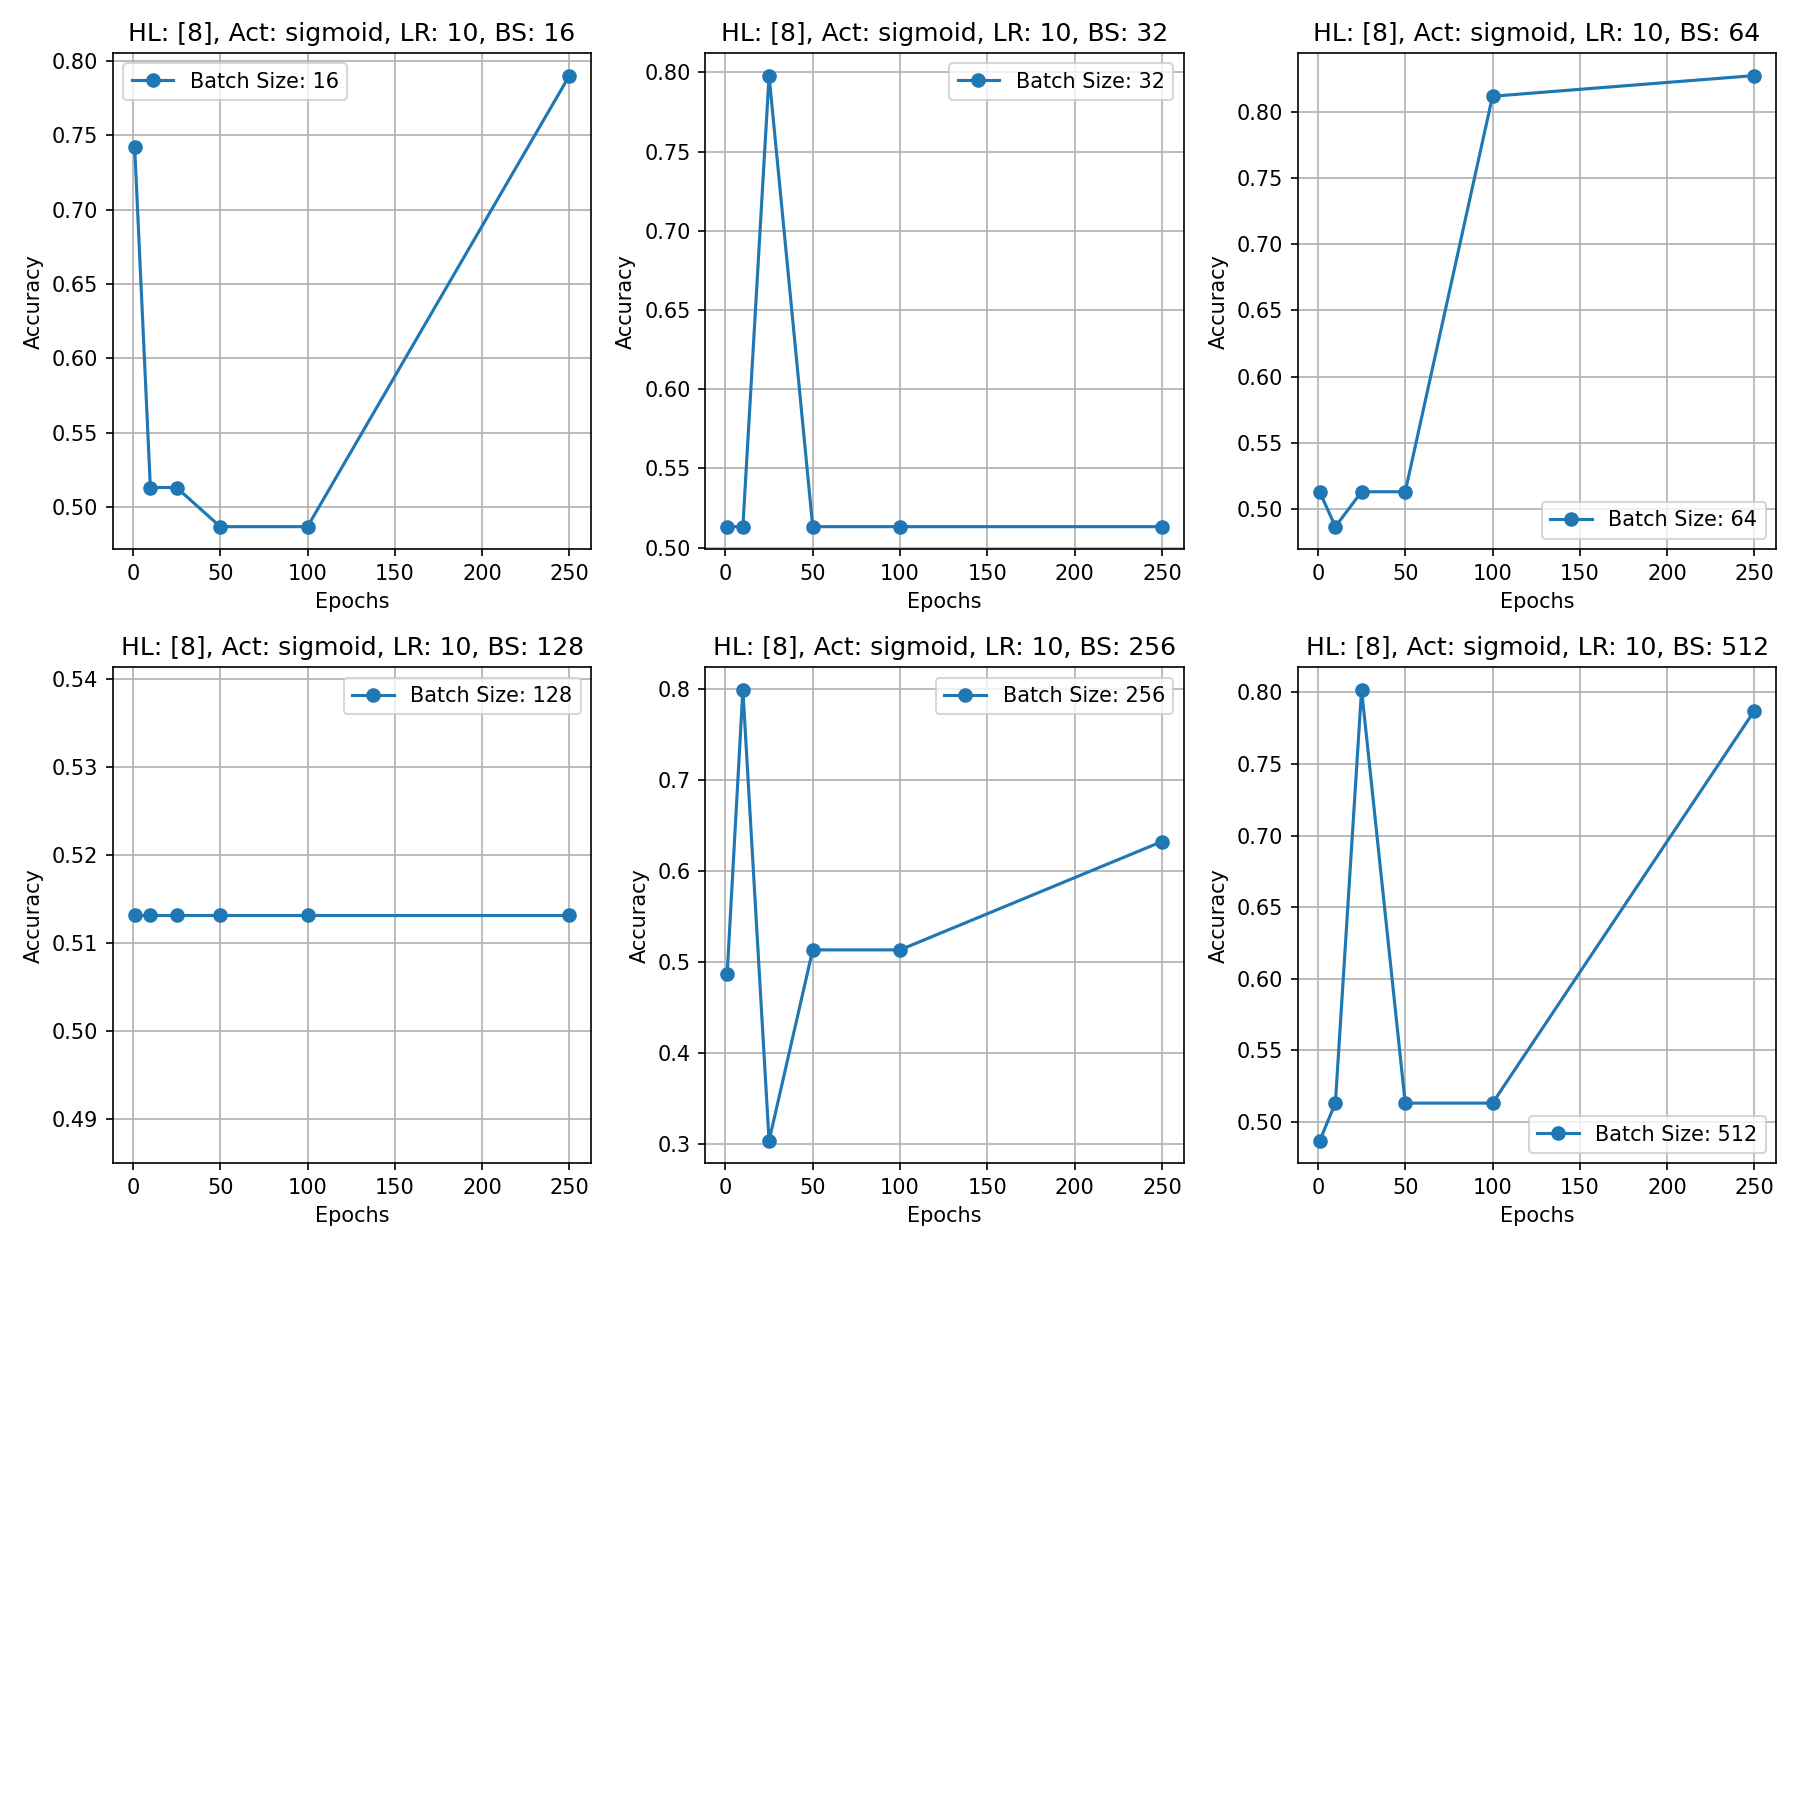 HL: [8], Act: sigmoid, LR: 10, BS: 16
Batch Size: 16
Accuracy
0.80
0.75
0.70
0.65
0.60
0.55
0.50
0 50 100 150 200 250
Epochs
HL: [8], Act: sigmoid, LR: 10, BS: 32
Batch Size: 32
Accuracy
0.80
0.75
0.70
0.65
0.60
0.55
0.50
0 50 100 150 200 250
Epochs
HL: [8], Act: sigmoid, LR: 10, BS: 64
Accuracy
0.80
0.75
0.70
0.65
0.60
0.55
0.50
Batch Size: 64
0 50 100 150 200 250
Epochs
HL: [8], Act: sigmoid, LR: 10, BS: 128
Batch Size: 128
Accuracy
0.54
0.53
0.52
0.51
0.50
0.49
0 50 100 150 200 250
Epochs
HL: [8], Act: sigmoid, LR: 10, BS: 256
Batch Size: 256
Accuracy
0.8
0.7
0.6
0.5
0.4
0.3
0 50 100 150 200 250
Epochs
HL: [8], Act: sigmoid, LR: 10, BS: 512
Accuracy
0.80
0.75
0.70
0.65
0.60
0.55
0.50
Batch Size: 512
0 50 100 150 200 250
Epochs